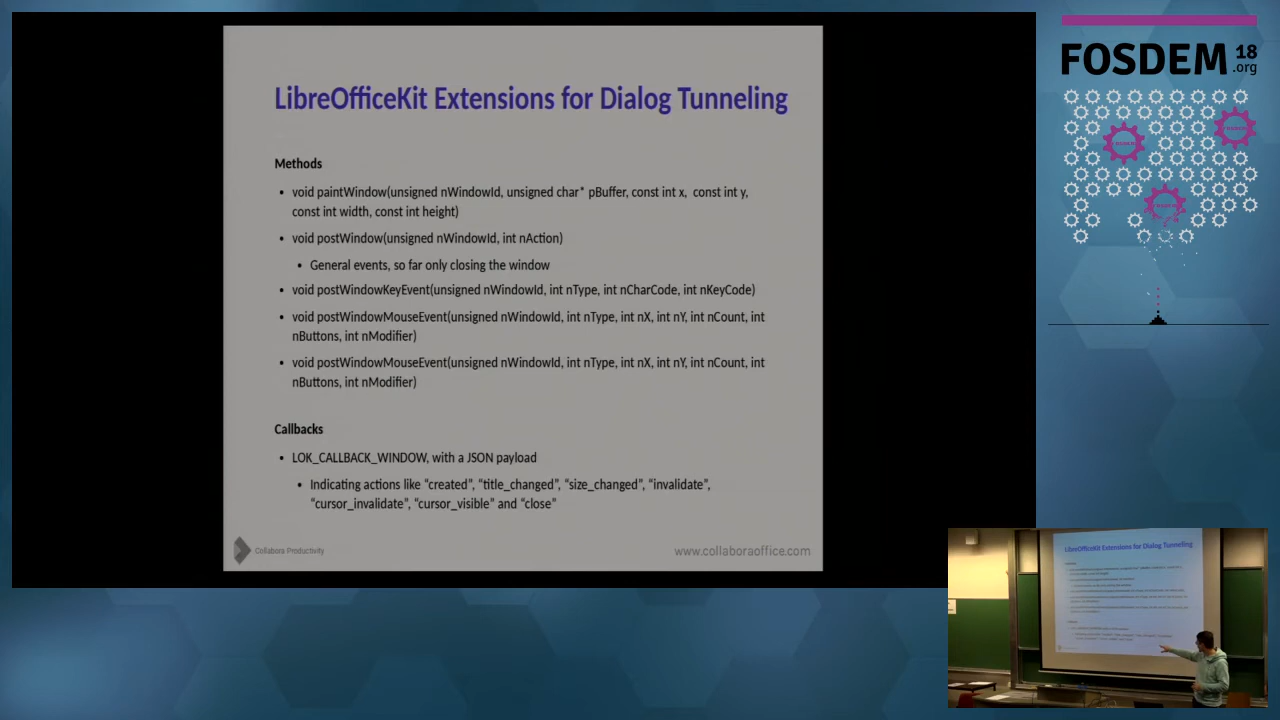 LibreOfficeKit Extensions for Dialog Tunneling
Methods
• void paintWindow(unsigned nWindowId, unsigned char* pBuffer, const int x, const int y,
const int width, const int height)
• void postWindow(unsigned nWindowId, int nAction)
• General events, so far only closing the window
• void postWindowKeyEvent(unsigned nWindowId, int nType, int nCharCode, int nKeyCode)
• void postWindowMouseEvent(unsigned nWindowId, int nType, int nX, int nY, int nCount, int
nButtons, int nModifier)
• void postWindowMouseEvent(unsigned nWindowId, int nType, int nX, int nY, int nCount, int
nButtons, int nModifier)
Callbacks
• LOK_CALLBACK_WINDOW, with a JSON payload
• Indicating actions like “created”, “title_changed”, “size_changed”, “invalidate”,
“cursor_invalidate”, “cursor_visible” and “close”
Collabora Productivity
www.collaboraoffice.com
FOSDEM 18
.org
LibreOfficeKit Extensions for Dialog Tunneling